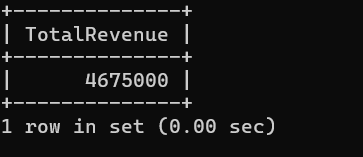 +--------------+
| TotalRevenue |
+--------------+
|      4675000 |
+--------------+
1 row in set (0.00 sec)